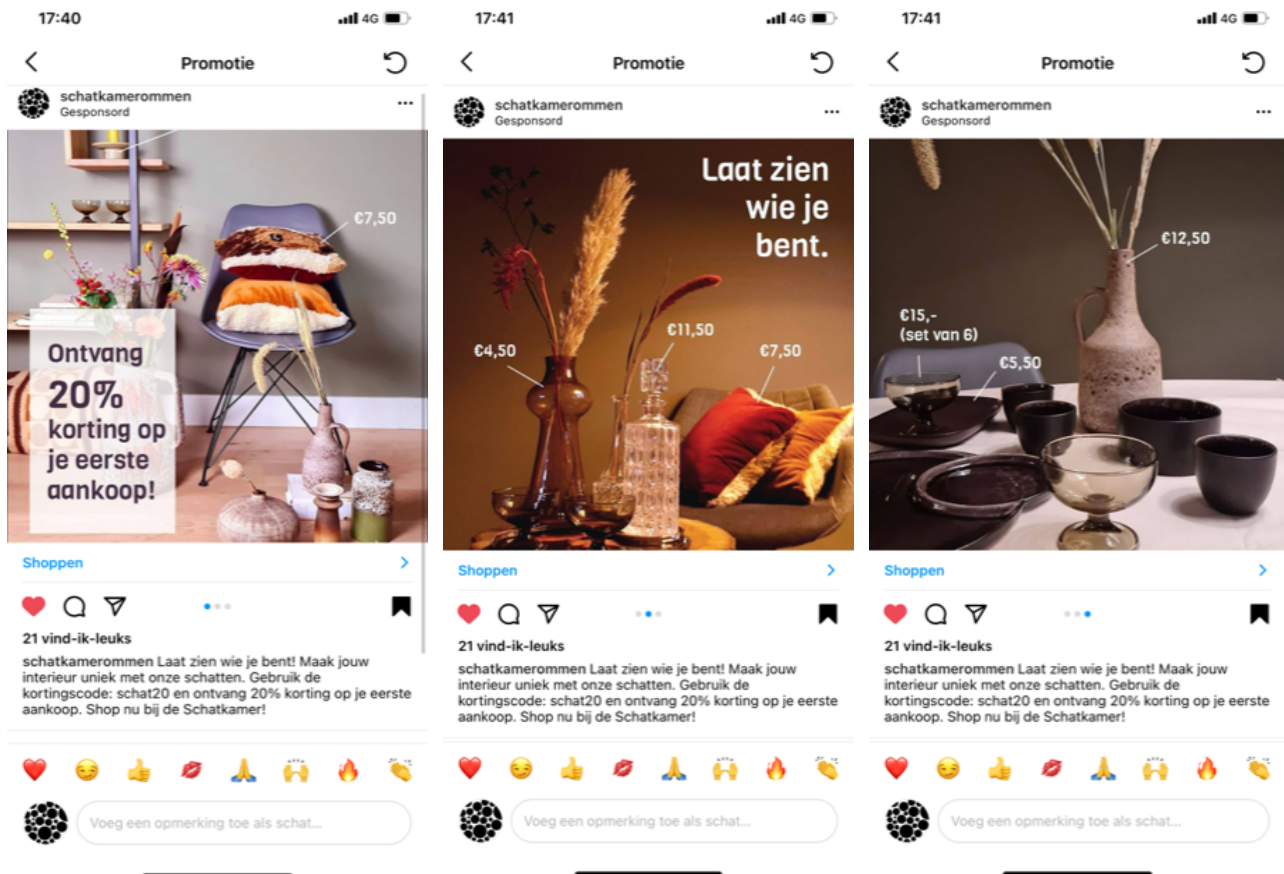 17:40
4G
Promotie
schatkamerommen
Gesponsord
€7,50
Ontvang
20%
korting op
je eerste
aankoop!
Shoppen
21 vind-ik-leuks
schatkamerommen Laat zien wie je bent! Maak jouw
interieur uniek met onze schatten. Gebruik de
kortingscode: schat20 en ontvang 20% korting op je eerste
aankoop. Shop nu bij de Schatkamer!
Voeg een opmerking toe als schat...
17:41
4G
Promotie
schatkamerommen
Gesponsord
Laat zien
wie je
bent.
€11,50
€4,50
€7,50
Shoppen
21 vind-ik-leuks
schatkamerommen Laat zien wie je bent! Maak jouw
interieur uniek met onze schatten. Gebruik de
kortingscode: schat20 en ontvang 20% korting op je eerste
aankoop. Shop nu bij de Schatkamer!
Voeg een opmerking toe als schat...
17:41
4G
Promotie
schatkamerommen
Gesponsord
€12,50
€15,-
(set van 6)
€5,50
Shoppen
21 vind-ik-leuks
schatkamerommen Laat zien wie je bent! Maak jouw
interieur uniek met onze schatten. Gebruik de
kortingscode: schat20 en ontvang 20% korting op je eerste
aankoop. Shop nu bij de Schatkamer!
Voeg een opmerking toe als schat...